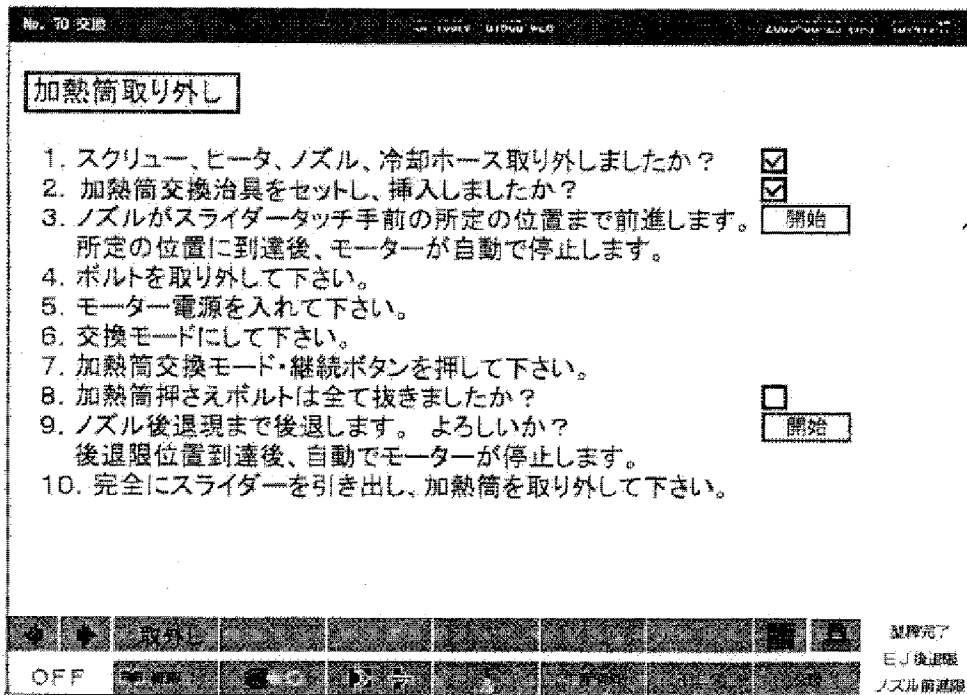 No. 70 交換
加熱筒取り外し
1. スクリュー、ヒータ、ノズル、冷却ホース取り外しましたか？
2. 加熱筒交換治具をセットし、挿入しましたか？
3. ノズルがスライダータッチ手前の所定の位置まで前進します。 開始
所定の位置に到達後、モーターが自動で停止します。
4. ボルトを取り外して下さい。
5. モーター電源を入れて下さい。
6. 交換モードにして下さい。
7. 加熱筒交換モード・継続ボタンを押して下さい。
8. 加熱筒押さえボルトは全て抜きましたか？
9. ノズル後退現まで後退します。 よろしいか？ 開始
後退限位置到達後、自動でモーターが停止します。
10. 完全にスライダーを引き出し、加熱筒を取り外して下さい。
取外し
型締完了
EJ後退限
OFF
ノズル前進限